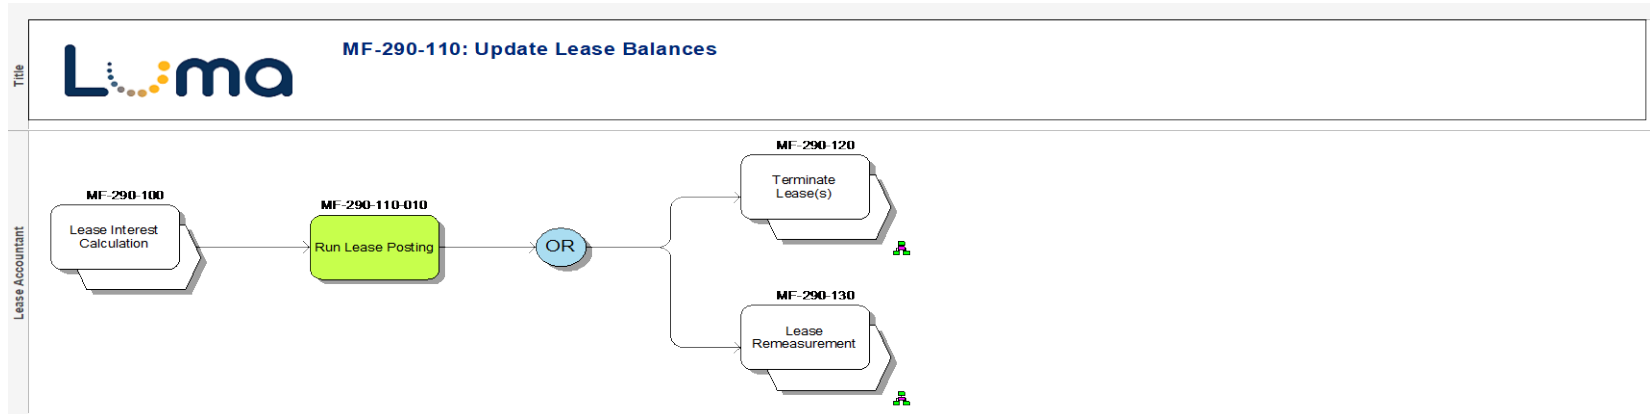 Title
Luma
MF-290-110: Update Lease Balances
Lease Accountant
MF-290-100
Lease Interest
Calculation
MF-290-110-010
Run Lease Posting
OR
MF-290-120
Terminate
Lease(s)
MF-290-130
Lease
Remeasurement